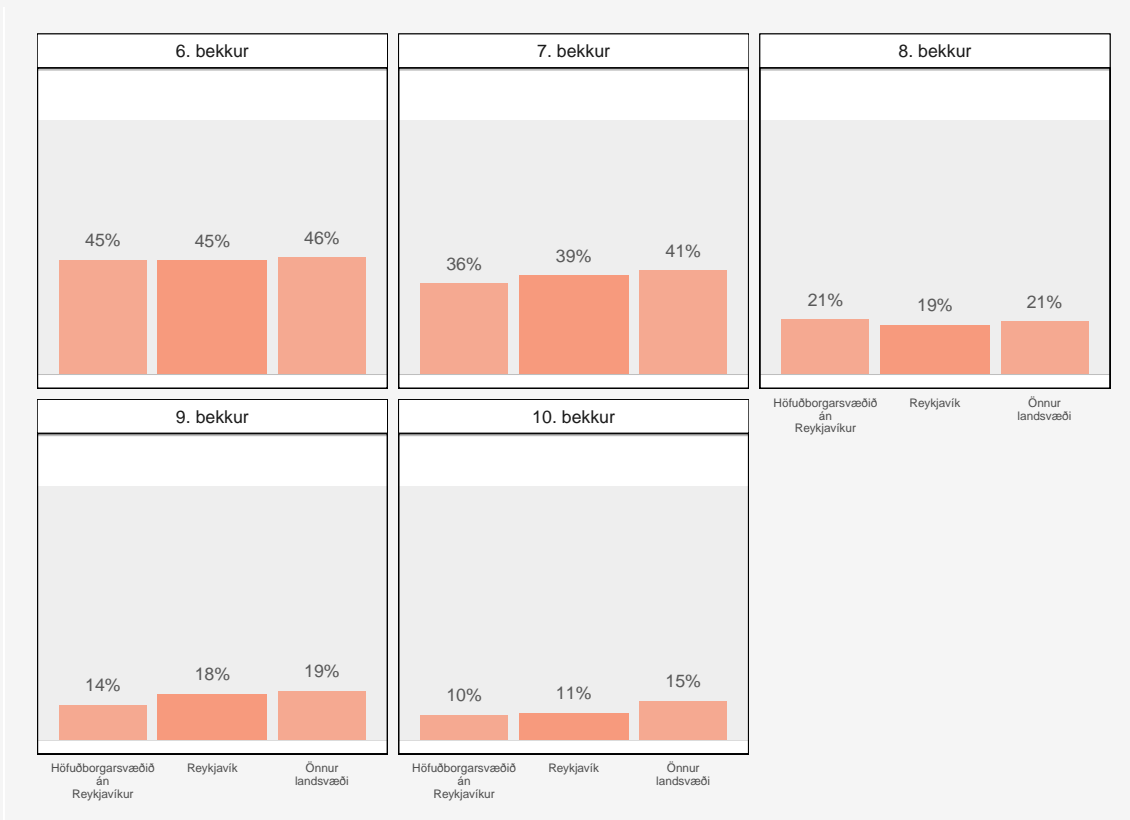 6. bekkur
7. bekkur
8. bekkur
45%
45%
46%
36%
39%
41%
21%
19%
21%
Höfuðborgarsvæðið
án
Reykjavíkur
Reykjavík
Önnur
landsvæði
9. bekkur
10. bekkur
14%
18%
19%
10%
11%
15%
Höfuðborgarsvæðið
án
Reykjavíkur
Reykjavík
Önnur
landsvæði
Höfuðborgarsvæðið
án
Reykjavíkur
Reykjavík
Önnur
landsvæði